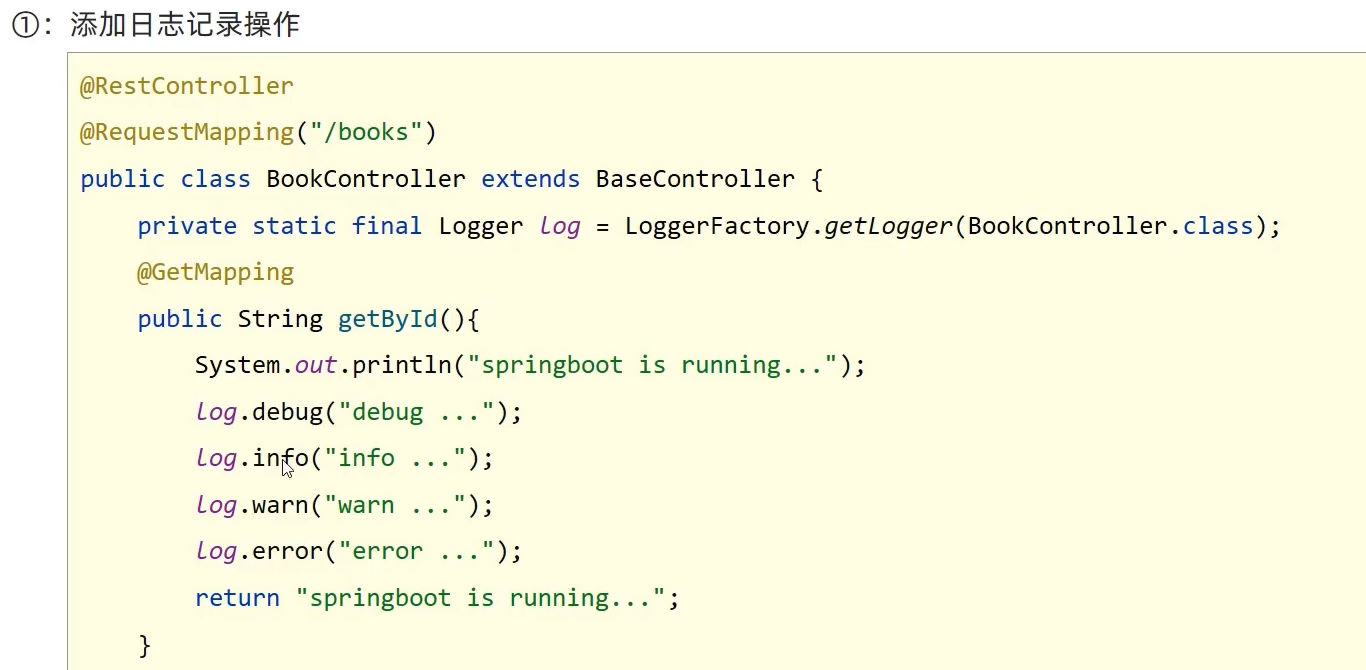 ①：添加日志记录操作
@RestController
@RequestMapping("/books")
public class BookController extends BaseController {
    private static final Logger log = LoggerFactory.getLogger(BookController.class);
    @GetMapping
    public String getById(){
        System.out.println("springboot is running...");
        log.debug("debug ...");
        log.info("info ...");
        log.warn("warn ...");
        log.error("error ...");
        return "springboot is running...";
    }